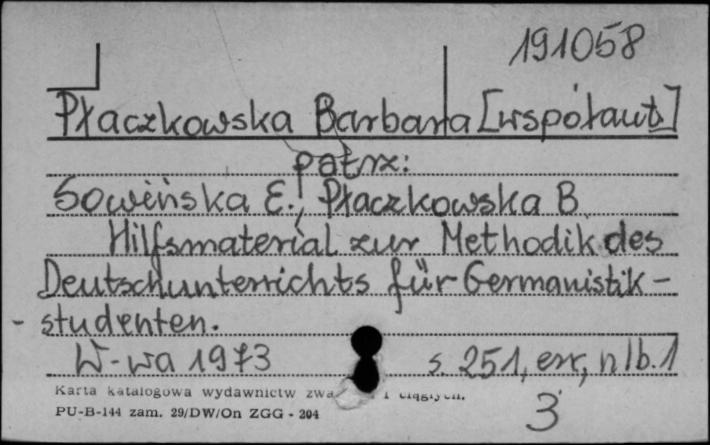 191058
Płaczkowska Barbara [współaut.]
patrz:
Sowińska E., Płaczkowska B.
Hilfsmaterial zur Methodik des
Deutschunterrichts für Germanistik-
- studenten.
W-wa 1973 s. 251, err, nlb. 1
Karta katalogowa wydawnictw i ciągłych.
PU-B-144 zam. 29/DW/On ZGG - 204
3